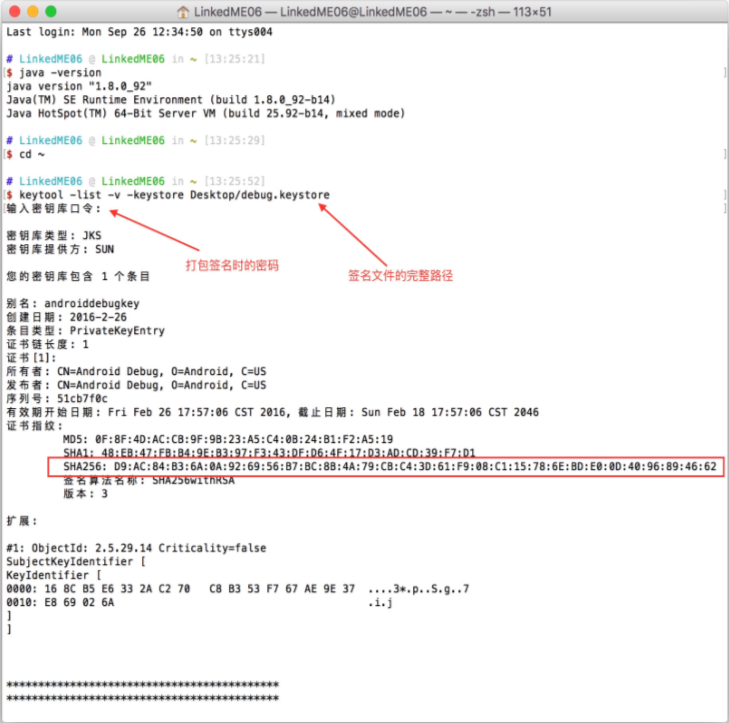 LinkedME06 — LinkedME06@LinkedME06 — ~ — -zsh — 113×51
Last login: Mon Sep 26 12:34:50 on ttys004
# LinkedME06 @ LinkedME06 in ~ [13:25:21]
$ java -version
java version "1.8.0_92"
Java(TM) SE Runtime Environment (build 1.8.0_92-b14)
Java HotSpot(TM) 64-Bit Server VM (build 25.92-b14, mixed mode)
# LinkedME06 @ LinkedME06 in ~ [13:25:29]
$ cd ~
# LinkedME06 @ LinkedME06 in ~ [13:25:52]
$ keytool -list -v -keystore Desktop/debug.keystore
输入密钥库口令:
密钥库类型: JKS
密钥库提供方: SUN
打包签名时的密码
签名文件的完整路径
您的密钥库包含 1 个条目
别名: androiddebugkey
创建日期: 2016-2-26
条目类型: PrivateKeyEntry
证书链长度: 1
证书[1]:
所有者: CN=Android Debug, O=Android, C=US
发布者: CN=Android Debug, O=Android, C=US
序列号: 51cb7f0c
有效期开始日期: Fri Feb 26 17:57:06 CST 2016, 截止日期: Sun Feb 18 17:57:06 CST 2046
证书指纹:
MD5: 0F:8F:4D:AC:CB:9F:9B:23:A5:C4:0B:24:B1:F2:A5:19
SHA1: 48:EB:47:FB:B4:9E:B3:97:F3:43:DF:D6:4F:17:D3:AD:CD:39:F7:D1
SHA256: D9:AC:84:B3:6A:0A:92:69:56:B7:BC:8B:4A:79:CB:C4:3D:61:F9:08:C1:15:78:6E:BD:E0:0D:40:96:89:46:62
签名算法名称: SHA256withRSA
版本: 3
扩展:
#1: ObjectId: 2.5.29.14 Criticality=false
SubjectKeyIdentifier [
KeyIdentifier [
0000: 16 8C B5 E6 33 2A C2 70   C8 B3 53 F7 67 AE 9E 37  ....3*.p..S.g..7
0010: E8 69 02 6A                                        .i.j
]
]
*******************************************
*******************************************